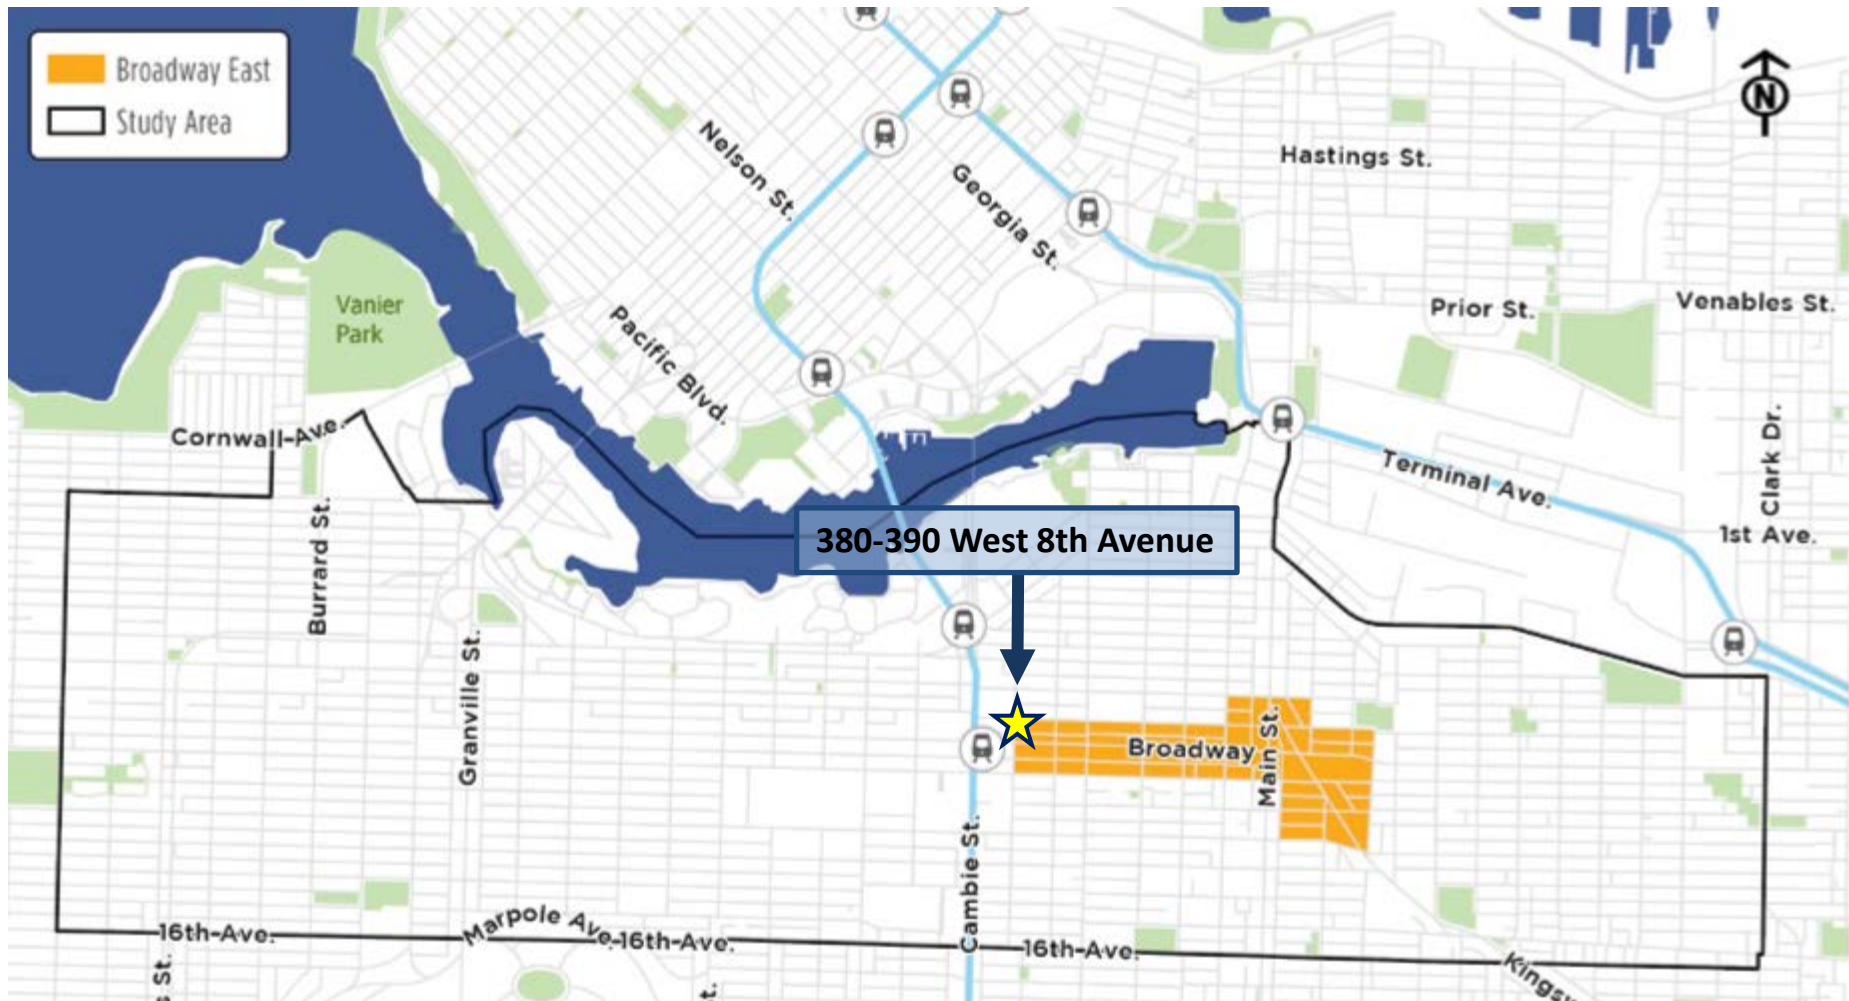 Broadway East
Study Area
N
Hastings St.
Nelson St.
Georgia St.
Vanier
Park
Prior St.
Venables St.
Pacific Blvd.
Cornwall-Ave.
Terminal Ave.
Clark Dr.
1st Ave.
Burrard St.
380-390 West 8th Avenue
Granville St.
Broadway
Main St.
Cambie St.
16th-Ave.
Marpole Ave.
16th-Ave.
16th-Ave.
Kings
s St.
t.